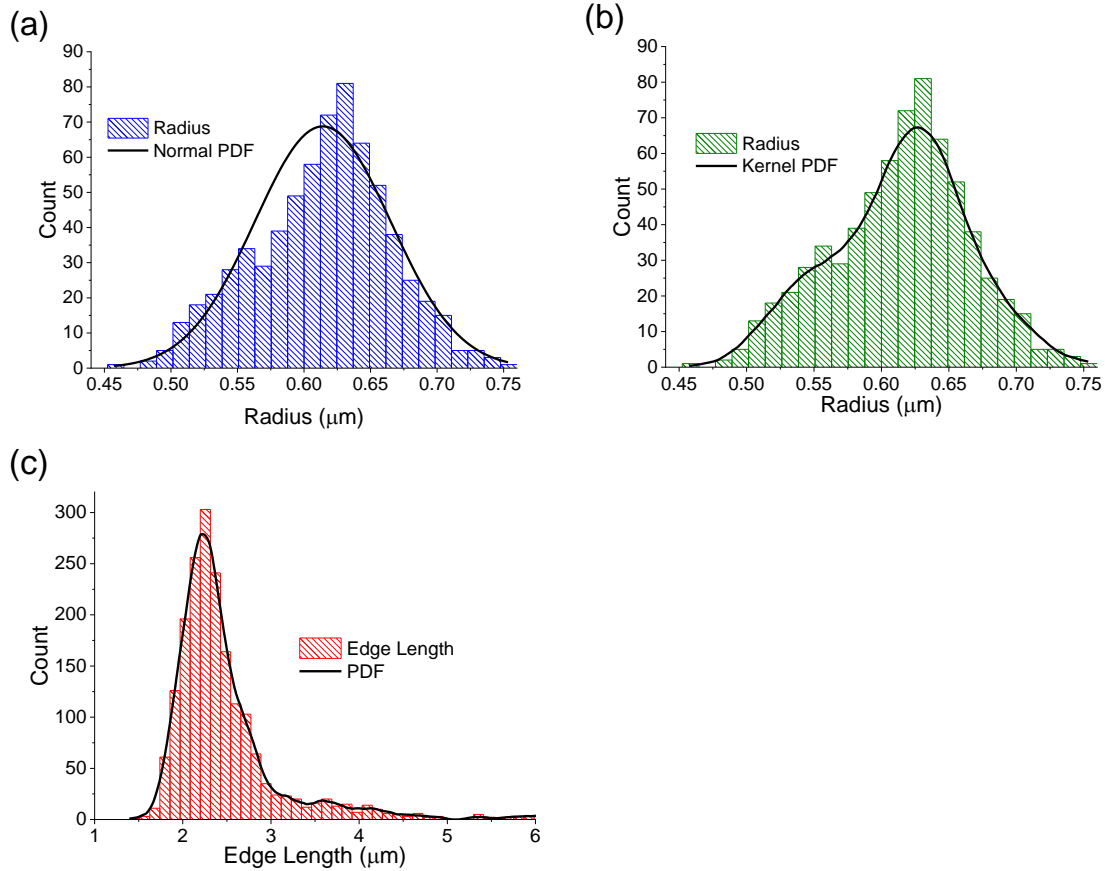 (a)
90
80
70
60
50
40
30
20
10
0
Count
Radius
Normal PDF
0.45 0.50 0.55 0.60 0.65 0.70 0.75
Radius (μm)
(b)
90
80
70
60
50
40
30
20
10
0
Count
Radius
Kernel PDF
0.45 0.50 0.55 0.60 0.65 0.70 0.75
Radius (μm)
(c)
300
250
200
150
100
50
0
Count
Edge Length
PDF
1 2 3 4 5 6
Edge Length (μm)